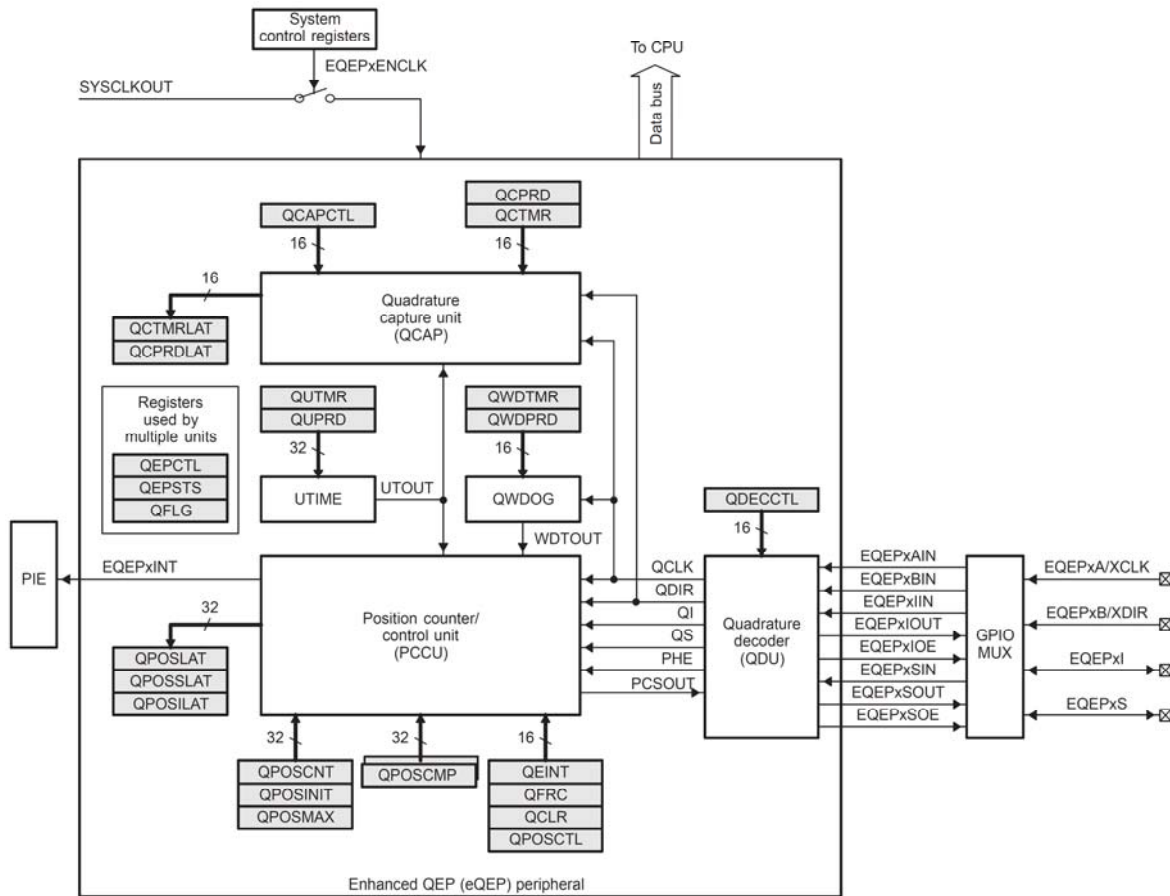 System
control registers
To CPU
EQEPxENCLK
SYSCLKOUT
Data bus
QCPRD
QCAPCTL
QCTMR
16
16
16
Quadrature
capture unit
(QCAP)
QCTMRLAT
QCPRDLAT
Registers
used by
multiple units
QEPCTL
QEPSTS
QFLG
QUTMR
QUPRD
QWDTMR
QWDPRD
32
16
UTIME
UTOUT
QWDOG
QDECCTL
WDTOUT
16
PIE
EQEPxINT
32
Position counter/
control unit
(PCCU)
QCLK
QDIR
QI
QS
PHE
PCSOUT
Quadrature
decoder
(QDU)
EQEPxAIN
EQEPxBIN
EQEPxIIN
EQEPxIOUT
EQEPxIOE
EQEPxSIN
EQEPxSOUT
EQEPxSOE
GPIO
MUX
EQEPxA/XCLK
EQEPxB/XDIR
EQEPxI
EQEPxS
QPOSLAT
QPOSSLAT
QPOSILAT
32
32
16
QPOSCNT
QPOSINIT
QPOSMAX
QPOSCMP
QEINT
QFRC
QCLR
QPOSCTL
Enhanced QEP (eQEP) peripheral